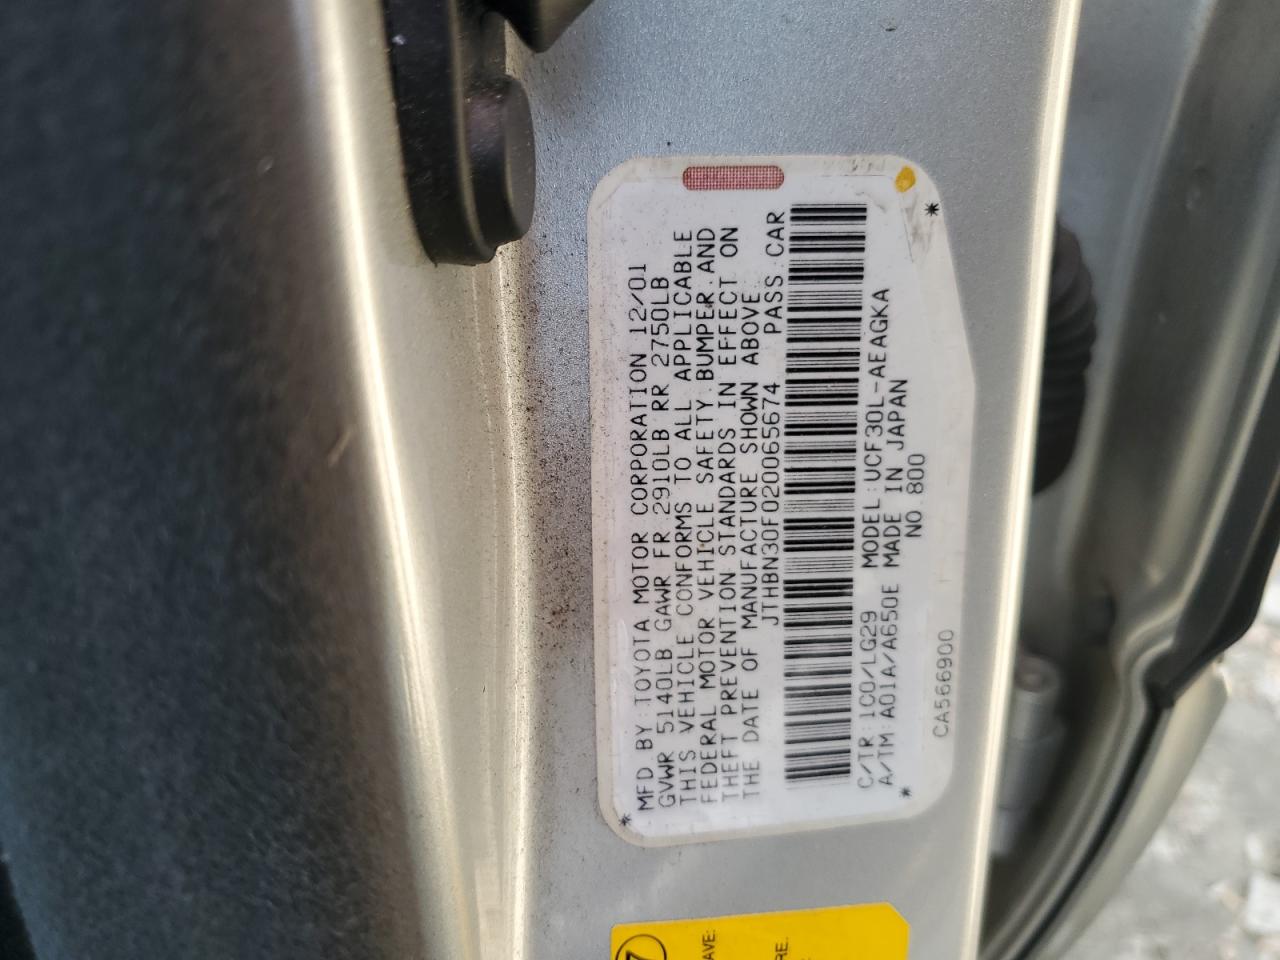 MFD BY:TOYOTA MOTOR CORPORATION 12/01
GVWR 5140LB GAWR FR 2910LB RR 2750LB
THIS VEHICLE CONFORMS TO ALL APPLICABLE
FEDERAL MOTOR VEHICLE SAFETY.BUMPER.AND
THEFT PREVENTION STANDARDS IN EFFECT ON
THE DATE OF MANUFACTURE SHOWN ABOVE.
JTHBN30F020065674 PASS.CAR
C/TR:1C0/LG29 MODEL:UCF30L-AEAGKA
A/TM:A01A/A650E MADE IN JAPAN
NO.800
CA566900
AVE:
RE.